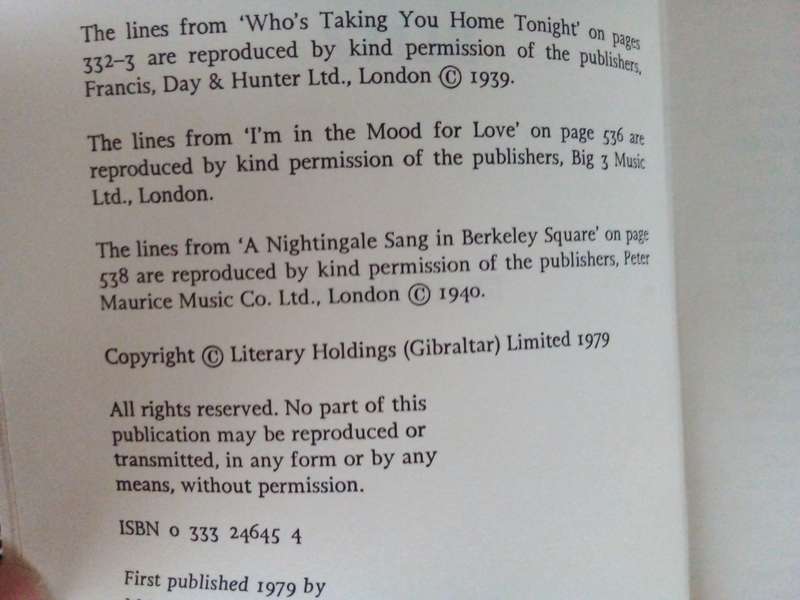 The lines from ‘Who's Taking You Home Tonight’ on pages
332–3 are reproduced by kind permission of the publishers,
Francis, Day & Hunter Ltd., London © 1939.
The lines from ‘I'm in the Mood for Love’ on page 536 are
reproduced by kind permission of the publishers, Big 3 Music
Ltd., London.
The lines from ‘A Nightingale Sang in Berkeley Square’ on page
538 are reproduced by kind permission of the publishers, Peter
Maurice Music Co. Ltd., London © 1940.
Copyright © Literary Holdings (Gibraltar) Limited 1979
All rights reserved. No part of this
publication may be reproduced or
transmitted, in any form or by any
means, without permission.
ISBN 0 333 24645 4
First published 1979 by